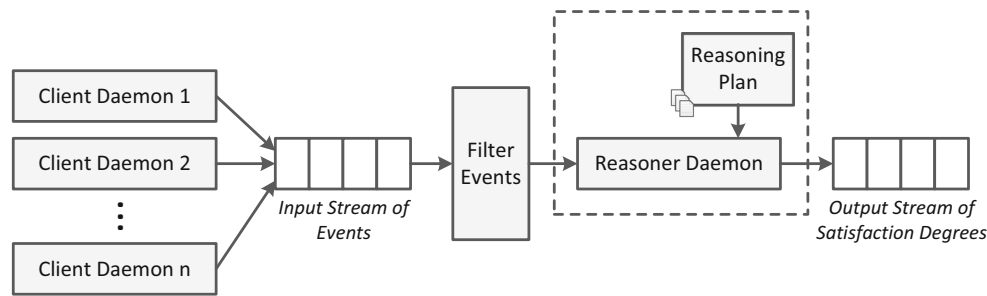 Client Daemon 1
Client Daemon 2
Client Daemon n
Input Stream of
Events
Filter
Events
Reasoning
Plan
Reasoner Daemon
Output Stream of
Satisfaction Degrees